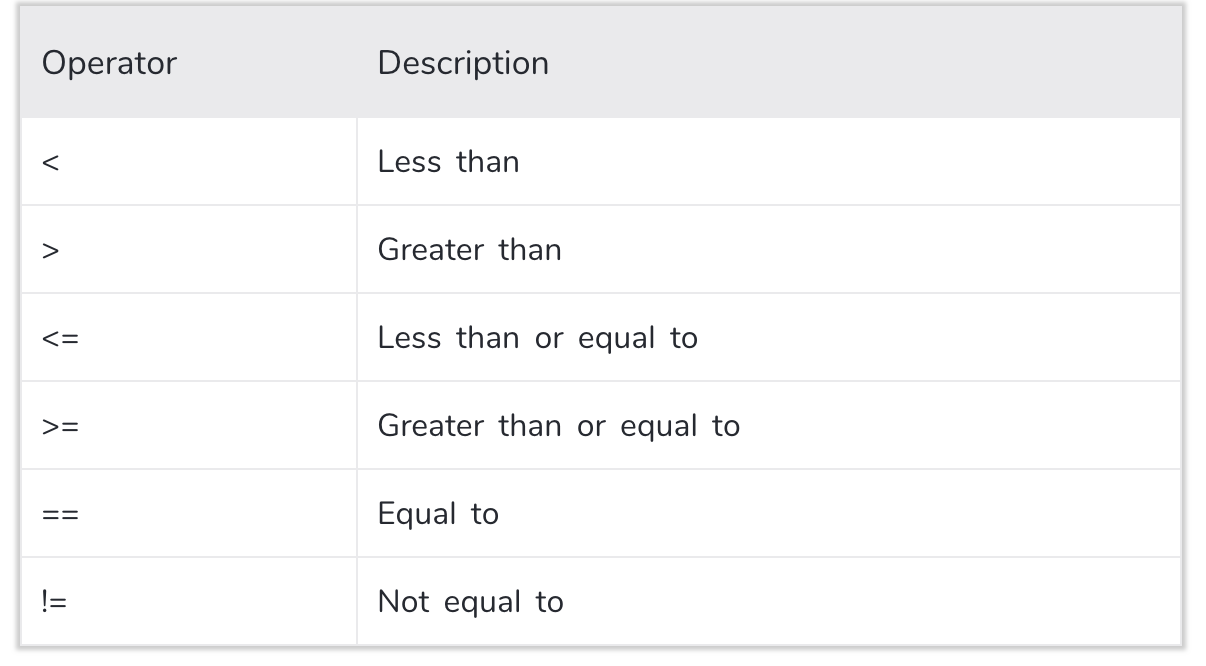 Operator Description
< Less than
> Greater than
<= Less than or equal to
>= Greater than or equal to
== Equal to
!= Not equal to